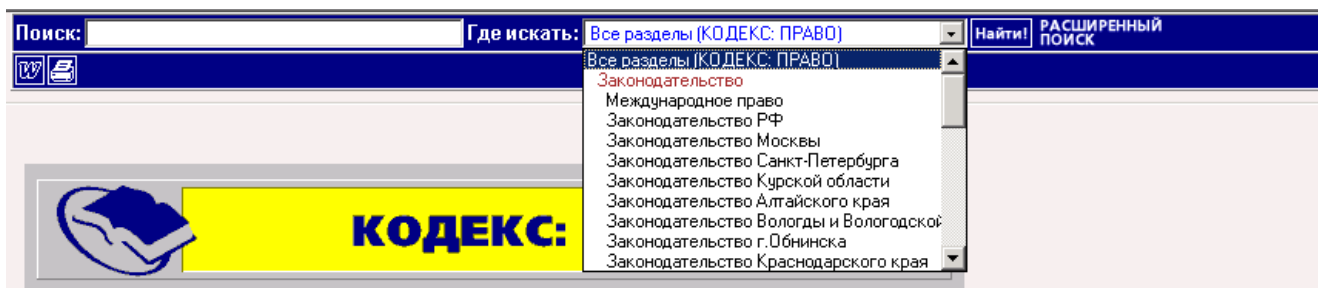 Поиск: Где искать: Все разделы (КОДЕКС: ПРАВО) Найти! РАСШИРЕННЫЙ ПОИСК
W
Все разделы (КОДЕКС: ПРАВО)
Законодательство
Международное право
Законодательство РФ
Законодательство Москвы
Законодательство Санкт-Петербурга
Законодательство Курской области
Законодательство Алтайского края
Законодательство Вологды и Вологодской
Законодательство г.Обнинска
Законодательство Краснодарского края
КОДЕКС: